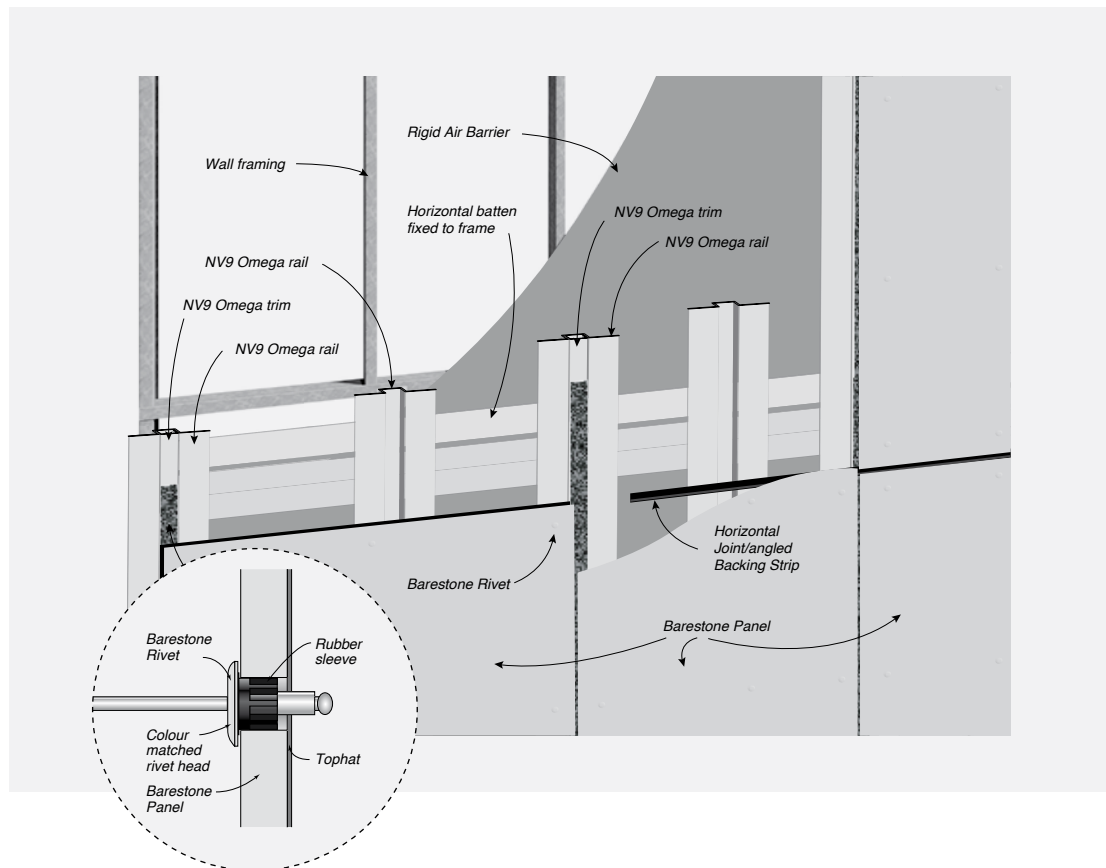 Rigid Air Barrier
Wall framing
Horizontal batten
fixed to frame
NV9 Omega trim
NV9 Omega rail
NV9 Omega rail
NV9 Omega trim
NV9 Omega rail
Horizontal
Joint/angled
Backing Strip
Barestone Rivet
Barestone Panel
Barestone
Rivet
Rubber
sleeve
Colour
matched
rivet head
Tophat
Barestone
Panel